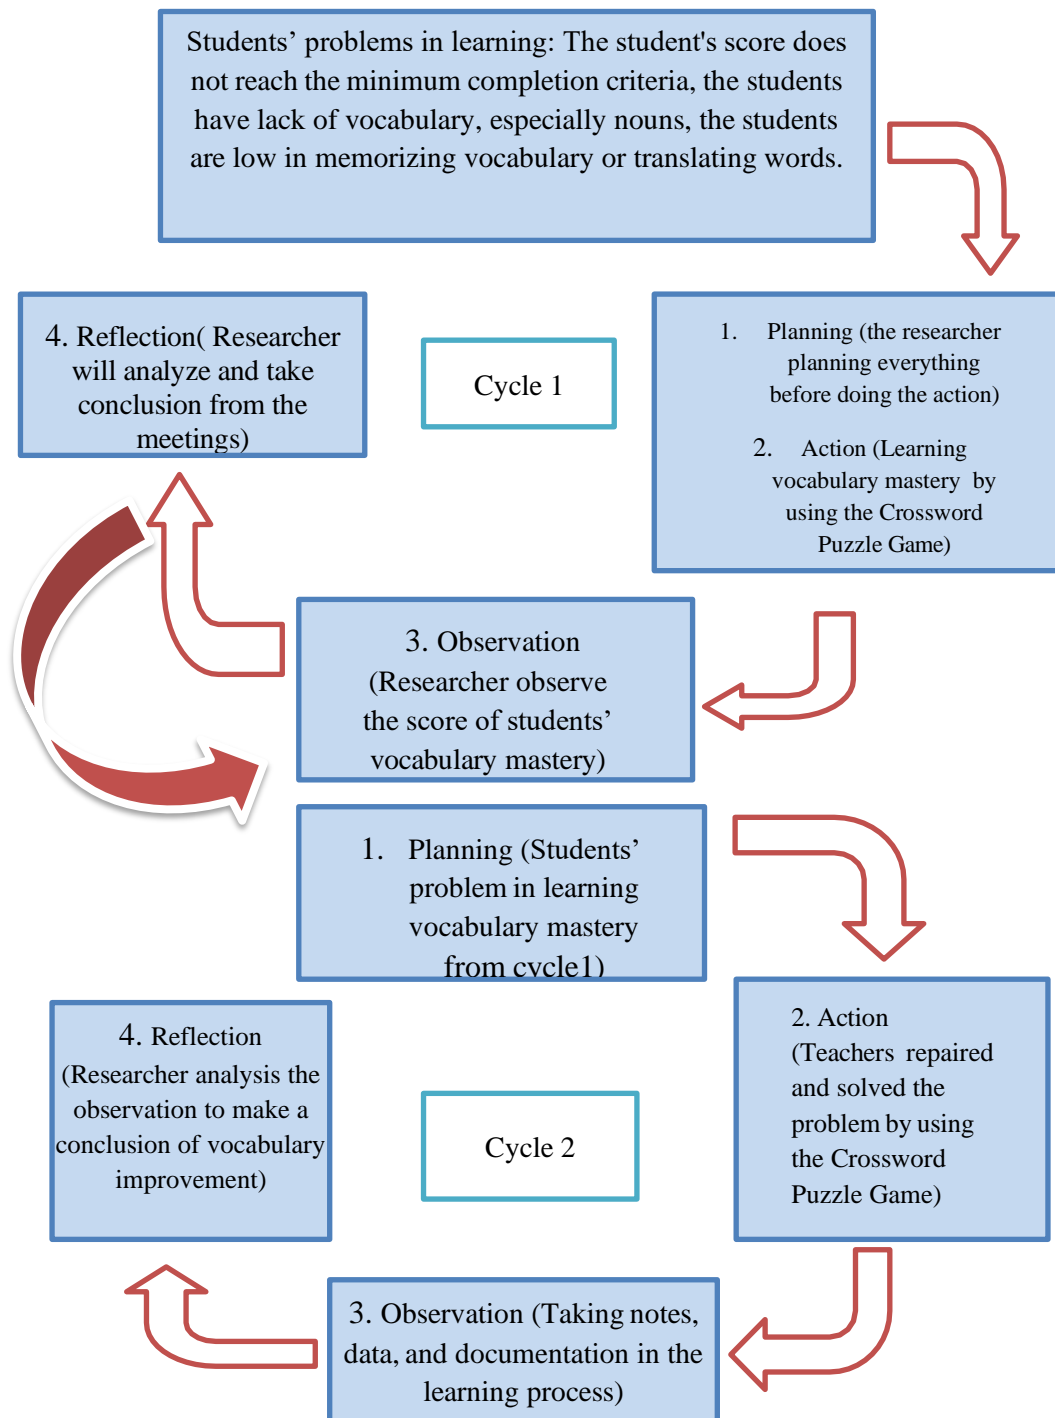 Students’ problems in learning: The student's score does
not reach the minimum completion criteria, the students
have lack of vocabulary, especially nouns, the students
are low in memorizing vocabulary or translating words.
4. Reflection( Researcher
will analyze and take
conclusion from the
meetings)
Cycle 1
1. Planning (the researcher
planning everything
before doing the action)
2. Action (Learning
vocabulary mastery by
using the Crossword
Puzzle Game)
3. Observation
(Researcher observe
the score of students’
vocabulary mastery)
1. Planning (Students’
problem in learning
vocabulary mastery
from cycle1)
2. Action
(Teachers repaired
and solved the
problem by using
the Crossword
Puzzle Game)
4. Reflection
(Researcher analysis the
observation to make a
conclusion of vocabulary
improvement)
Cycle 2
3. Observation (Taking notes,
data, and documentation in the
learning process)